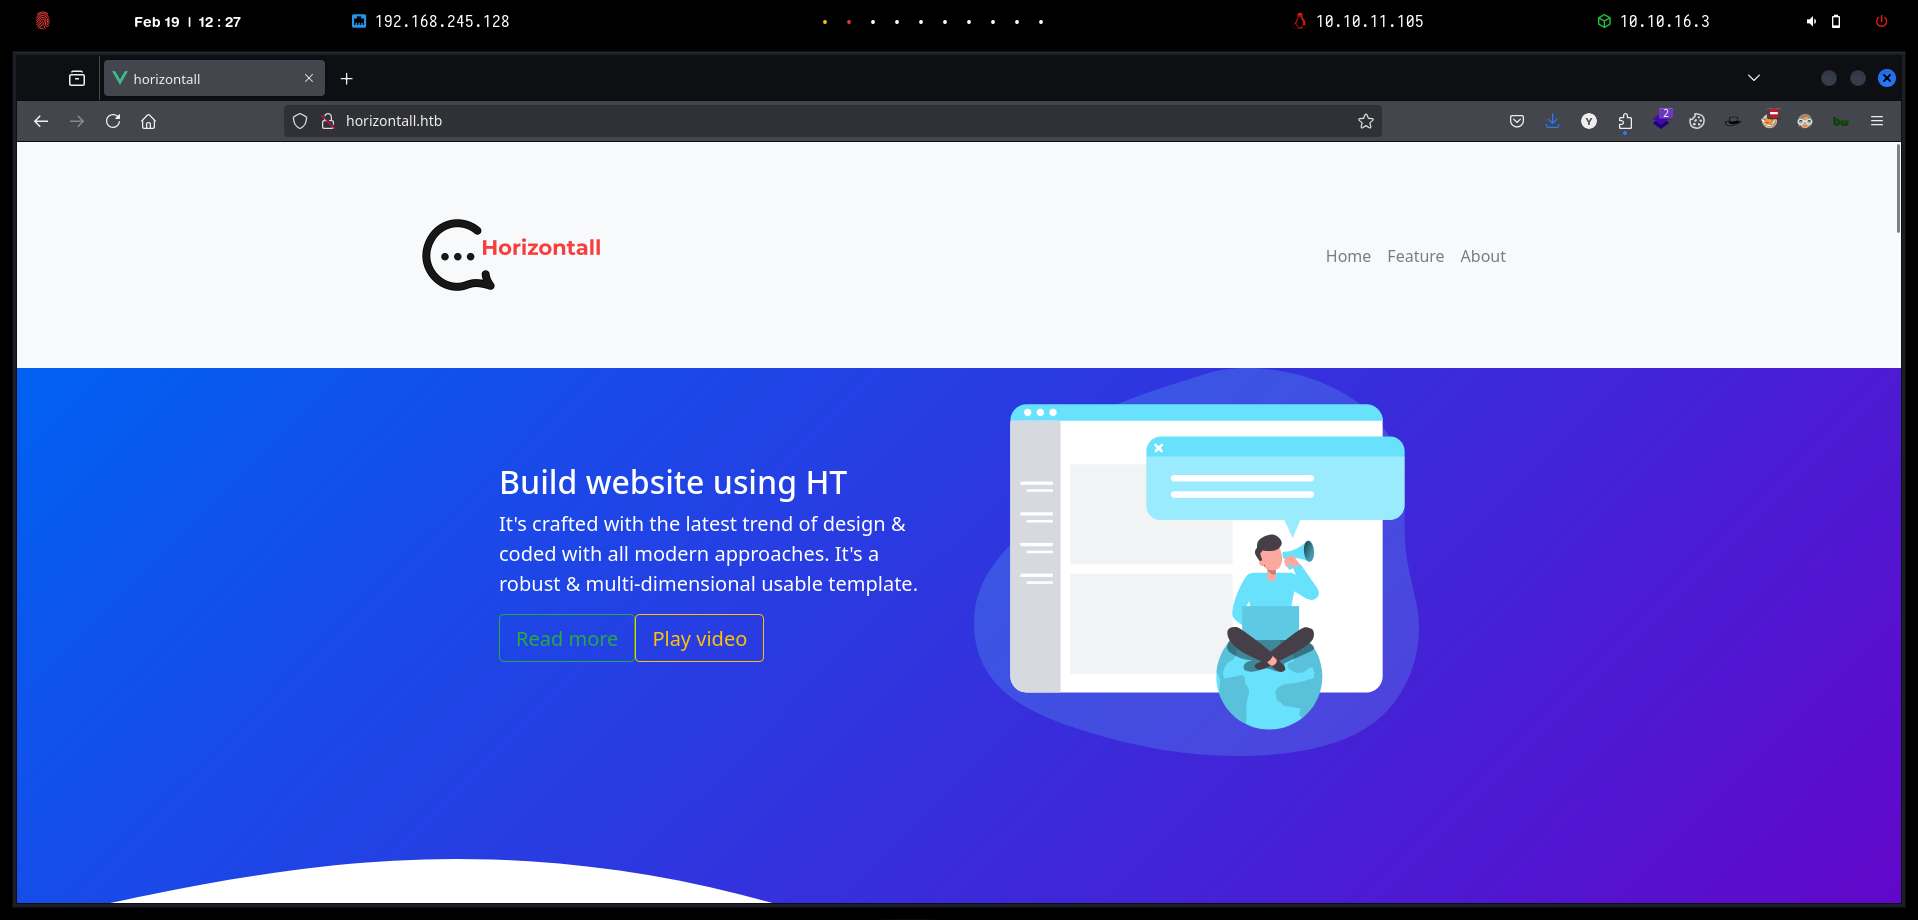 Feb 19 | 12 : 27
192.168.245.128
10.10.11.105
10.10.16.3
horizontall
horizontall.htb
Y
2
bw
Horizontall
Home Feature About
Build website using HT
It's crafted with the latest trend of design &
coded with all modern approaches. It's a
robust & multi-dimensional usable template.
Read more Play video